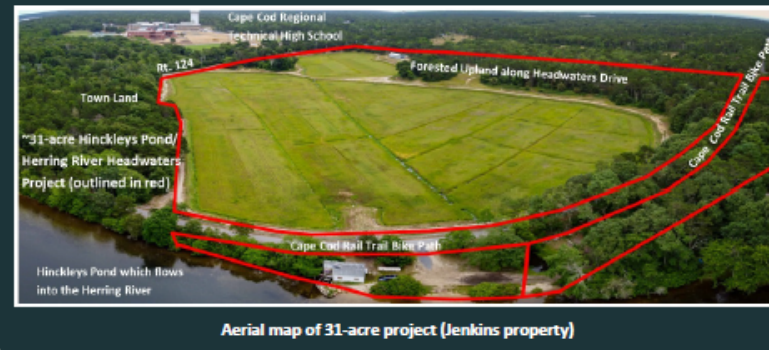 Cape Cod Regional
Technical High School
Rt. 124
Forested Upland along Headwaters Drive
Cape Cod Rail Trail Bike Path
Town Land
~31-acre Hinckleys Pond/
Herring River Headwaters
Project (outlined in red)
Cape Cod Rail Trail Bike Path
Hinckleys Pond which flows
into the Herring River
Aerial map of 31-acre project (Jenkins property)